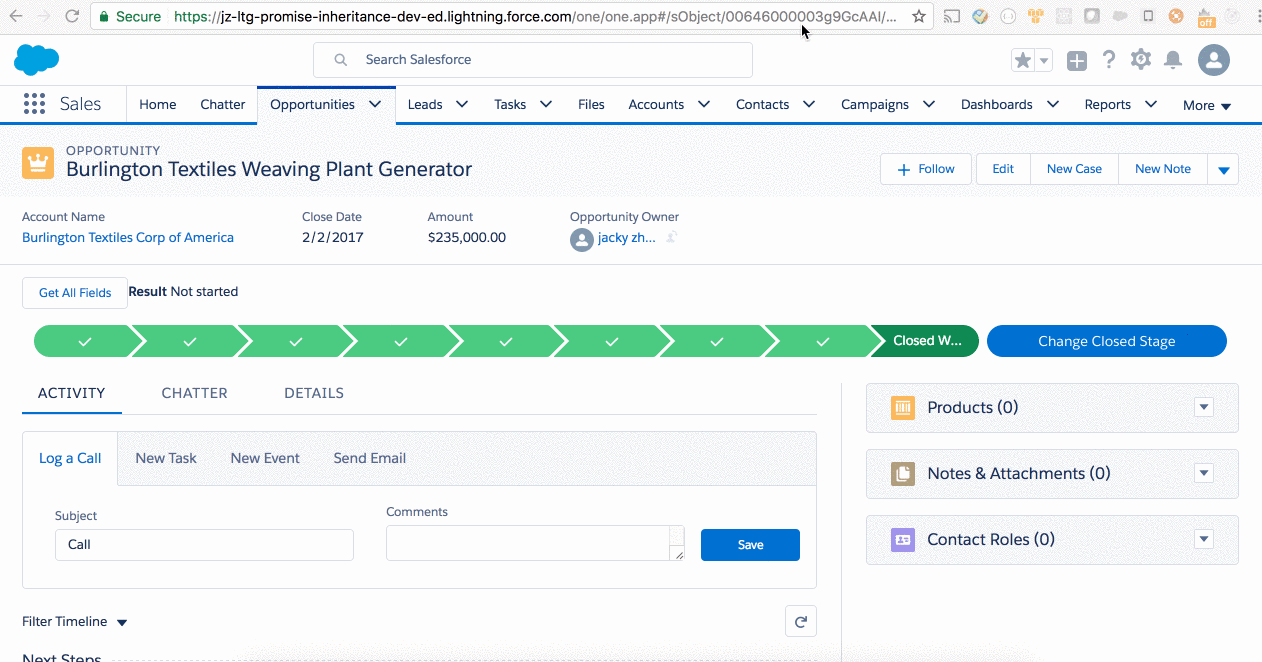 Secure https://jz-ltg-promise-inheritance-dev-ed.lightning.force.com/one/one.app#/sObject/00646000003g9GcAAI/...
off
Search Salesforce
Sales Home Chatter Opportunities Leads Tasks Files Accounts Contacts Campaigns Dashboards Reports More
OPPORTUNITY
Burlington Textiles Weaving Plant Generator
Follow Edit New Case New Note
Account Name Close Date Amount Opportunity Owner
Burlington Textiles Corp of America 2/2/2017 $235,000.00 jacky zh...
Get All Fields Result Not started
Closed W... Change Closed Stage
ACTIVITY CHATTER DETAILS
Products (0)
Log a Call New Task New Event Send Email
Notes & Attachments (0)
Subject Comments
Call Save
Contact Roles (0)
Filter Timeline
Next Steps